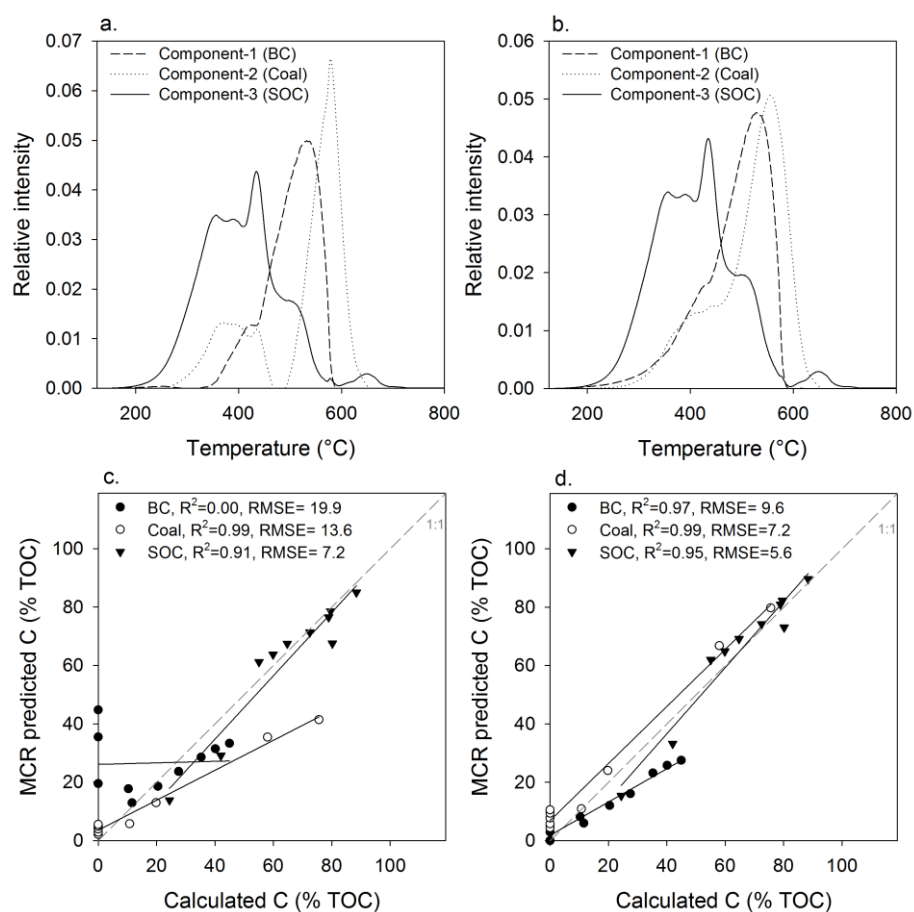 a.
0.07
0.06
0.05
0.04
0.03
0.02
0.01
0.00
Relative intensity
Component-1 (BC)
Component-2 (Coal)
Component-3 (SOC)
200 400 600 800
Temperature (°C)
b.
0.06
0.05
0.04
0.03
0.02
0.01
0.00
Relative intensity
Component-1 (BC)
Component-2 (Coal)
Component-3 (SOC)
200 400 600 800
Temperature (°C)
c.
BC, R²=0.00, RMSE= 19.9
Coal, R²=0.99, RMSE= 13.6
SOC, R²=0.91, RMSE= 7.2
1:1
100
80
60
40
20
0
MCR predicted C (% TOC)
0 20 40 60 80 100
Calculated C (% TOC)
d.
BC, R²=0.97, RMSE= 9.6
Coal, R²=0.99, RMSE=7.2
SOC, R²=0.95, RMSE=5.6
1:1
100
80
60
40
20
0
MCR predicted C (% TOC)
0 20 40 60 80 100
Calculated C (% TOC)